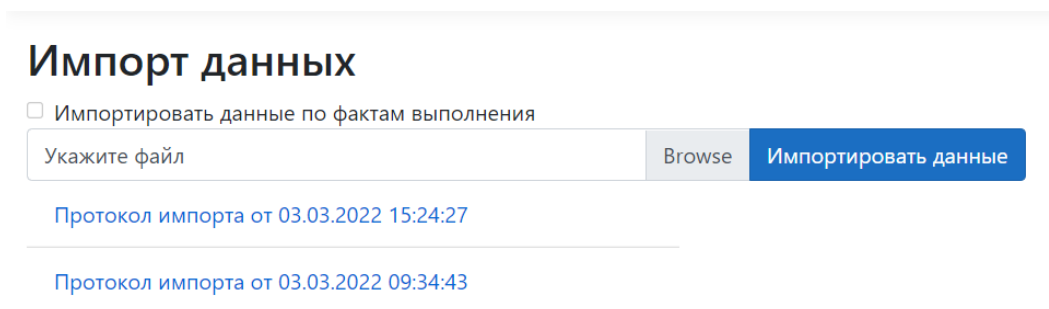 Импорт данных
Импортировать данные по фактам выполнения
Укажите файл Browse Импортировать данные
Протокол импорта от 03.03.2022 15:24:27
Протокол импорта от 03.03.2022 09:34:43